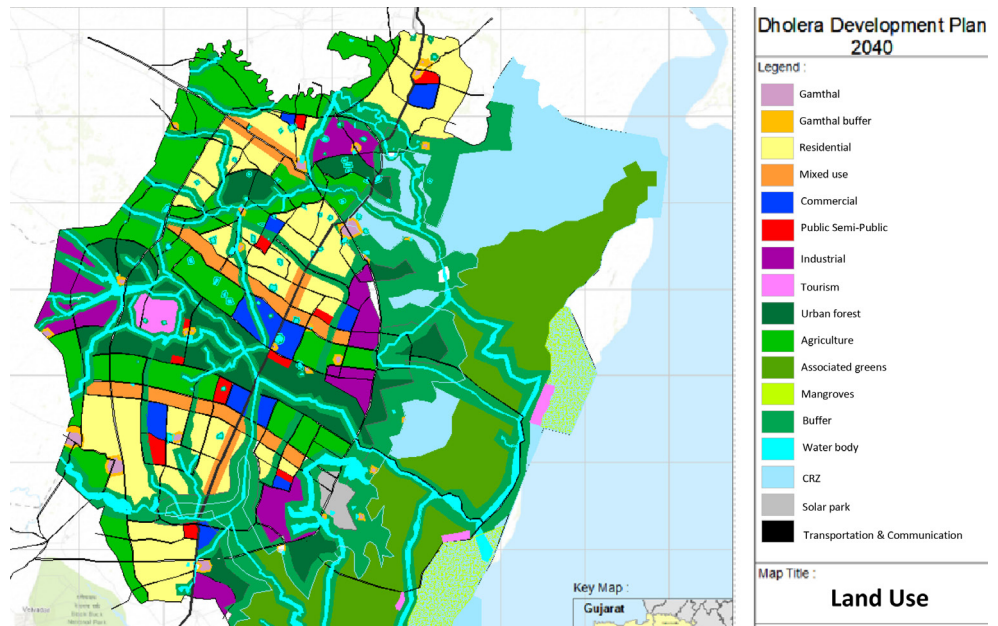 Dholera Development Plan
2040
Legend :
Gamthal
Gamthal buffer
Residential
Mixed use
Commercial
Public Semi-Public
Industrial
Tourism
Urban forest
Agriculture
Associated greens
Mangroves
Buffer
Water body
CRZ
Solar park
Transportation & Communication
Map Title :
Land Use
Key Map :
Gujarat
National Park